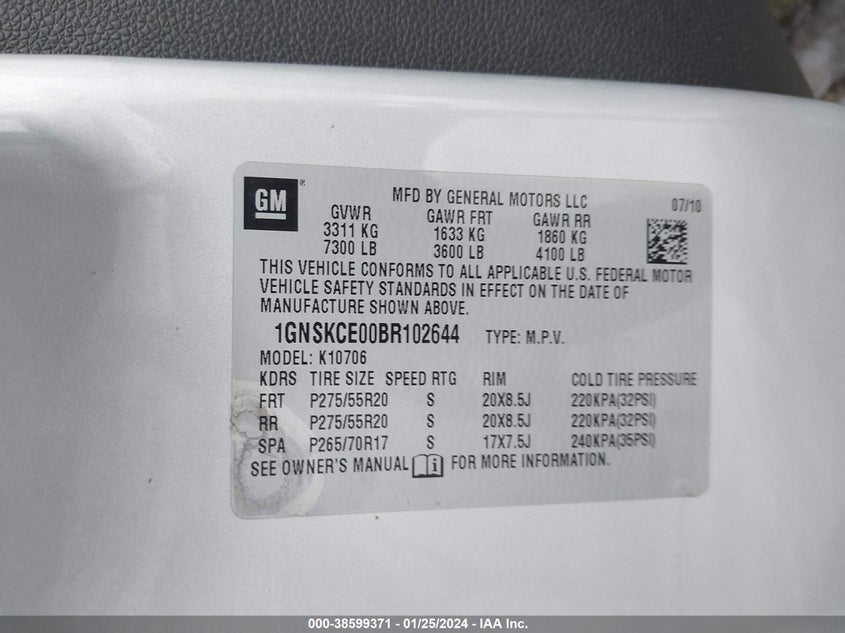 GM ® MFD BY GENERAL MOTORS LLC 07/10
GVWR GAWR FRT GAWR RR
3311 KG 1633 KG 1860 KG
7300 LB 3600 LB 4100 LB
THIS VEHICLE CONFORMS TO ALL APPLICABLE U.S. FEDERAL MOTOR
VEHICLE SAFETY STANDARDS IN EFFECT ON THE DATE OF
MANUFACTURE SHOWN ABOVE.
1GNSKCE00BR102644 TYPE: M.P.V.
MODEL: K10706
KDRS TIRE SIZE SPEED RTG RIM COLD TIRE PRESSURE
FRT P275/55R20 S 20X8.5J 220KPA(32PSI)
RR P275/55R20 S 20X8.5J 220KPA(32PSI)
SPA P265/70R17 S 17X7.5J 240KPA(35PSI)
SEE OWNER'S MANUAL i FOR MORE INFORMATION.
000-38599371 - 01/25/2024 - IAA Inc.